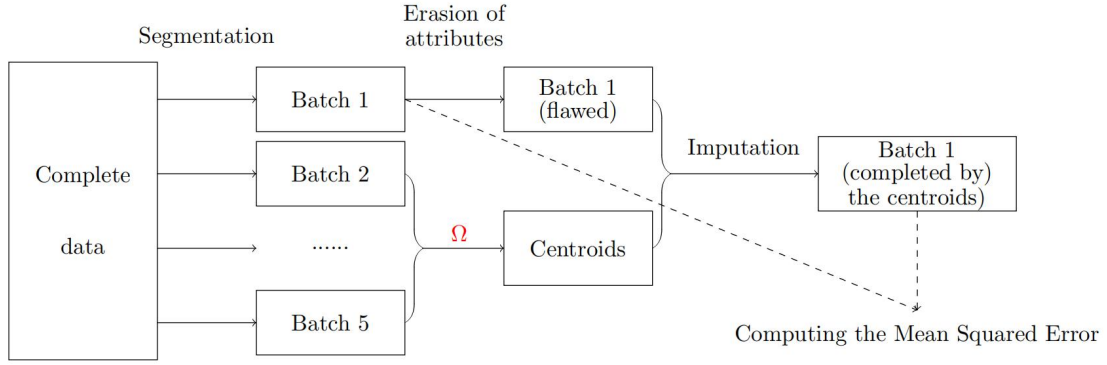 Segmentation
Erasion of
attributes
Complete
data
Batch 1
Batch 2
......
Batch 5
Ω
Batch 1
(flawed)
Centroids
Imputation
Batch 1
(completed by)
the centroids)
Computing the Mean Squared Error